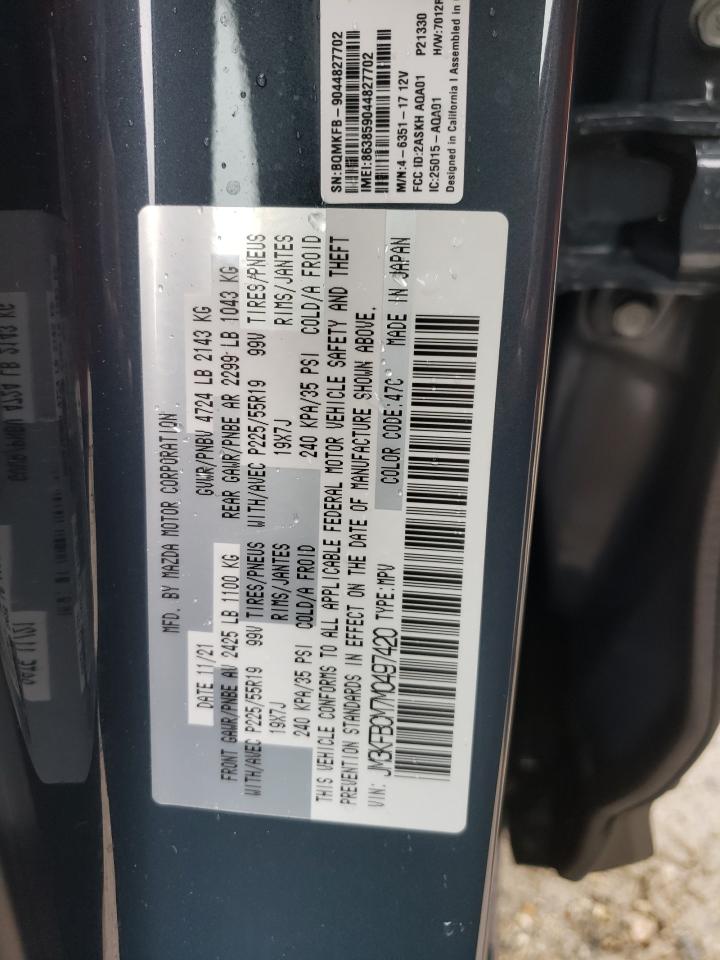 SN:BQMKFB-9044827702
IMEI:863859044827702
M/N:4-6351-17 12V P21330
FCC ID:2ASKH AQA01
IC:25015-AQA01
Designed in California I Assembled in
MFD. BY MAZDA MOTOR CORPORATION
DATE 11/21 GVWR/PNBV 4724 LB 2143 KG
FRONT GAWR/PNBE AV 2425 LB 1100 KG REAR GAWR/PNBE AR 2299 LB 1043 KG
WITH/AVEC P225/55R19 99V TIRES/PNEUS WITH/AVEC P225/55R19 99V TIRES/PNEUS
19X7J RIMS/JANTES 19X7J RIMS/JANTES
240 KPA/35 PSI COLD/A FROID 240 KPA/35 PSI COLD/A FROID
THIS VEHICLE CONFORMS TO ALL APPLICABLE FEDERAL MOTOR VEHICLE SAFETY AND THEFT
PREVENTION STANDARDS IN EFFECT ON THE DATE OF MANUFACTURE SHOWN ABOVE.
VIN: JM3KFBCM7M0497420 TYPE:MPV COLOR CODE:47C MADE IN JAPAN